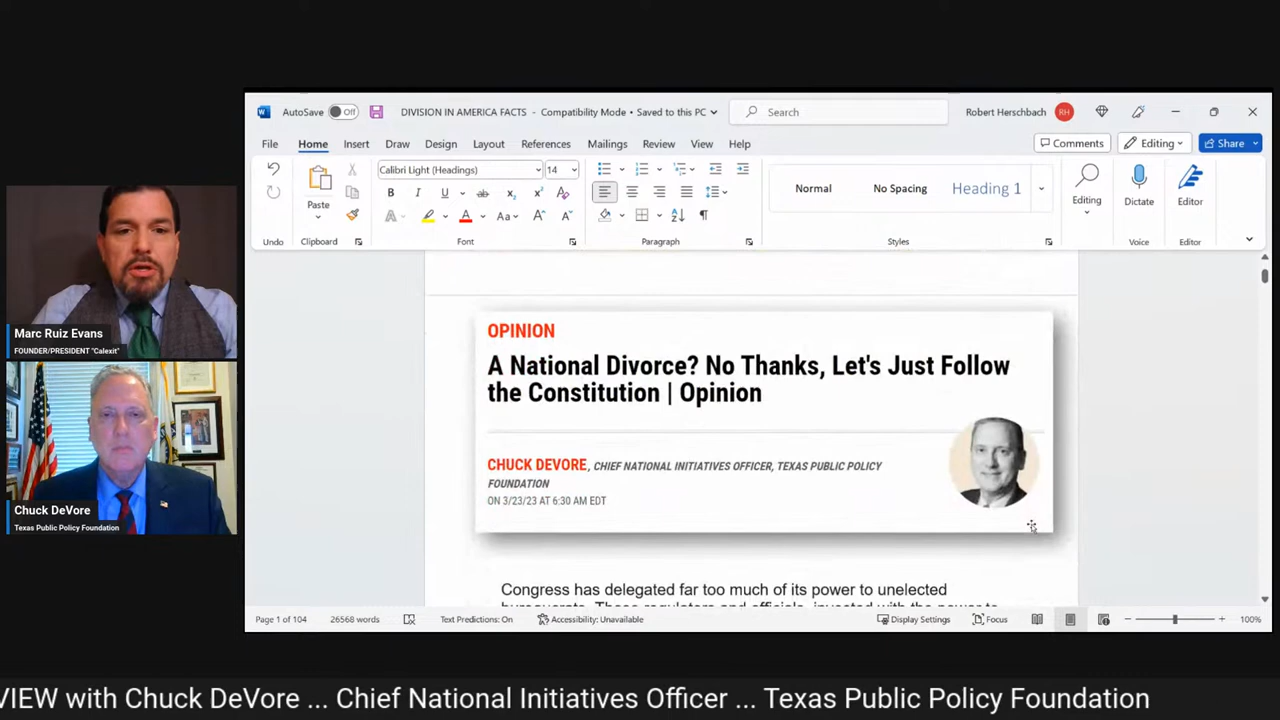 AutoSave Off DIVISION IN AMERICA FACTS - Compatibility Mode • Saved to this PC Search Robert Herschbach RH
File Home Insert Draw Design Layout References Mailings Review View Help Comments Editing Share
Calibri Light (Headings) 14
Paste
B I U ab x₂ x²
A A Aa A A
Normal No Spacing Heading 1
Editing Dictate Editor
Undo Clipboard Font Paragraph Styles Voice Editor
OPINION
A National Divorce? No Thanks, Let's Just Follow
the Constitution | Opinion
CHUCK DEVORE, CHIEF NATIONAL INITIATIVES OFFICER, TEXAS PUBLIC POLICY
FOUNDATION
ON 3/23/23 AT 6:30 AM EDT
Congress has delegated far too much of its power to unelected
Page 1 of 104 26568 words Text Predictions: On Accessibility: Unavailable Display Settings Focus 100%
Marc Ruiz Evans
FOUNDER/PRESIDENT "Calexit"
Chuck DeVore
Texas Public Policy Foundation
VIEW with Chuck DeVore ... Chief National Initiatives Officer ... Texas Public Policy Foundation